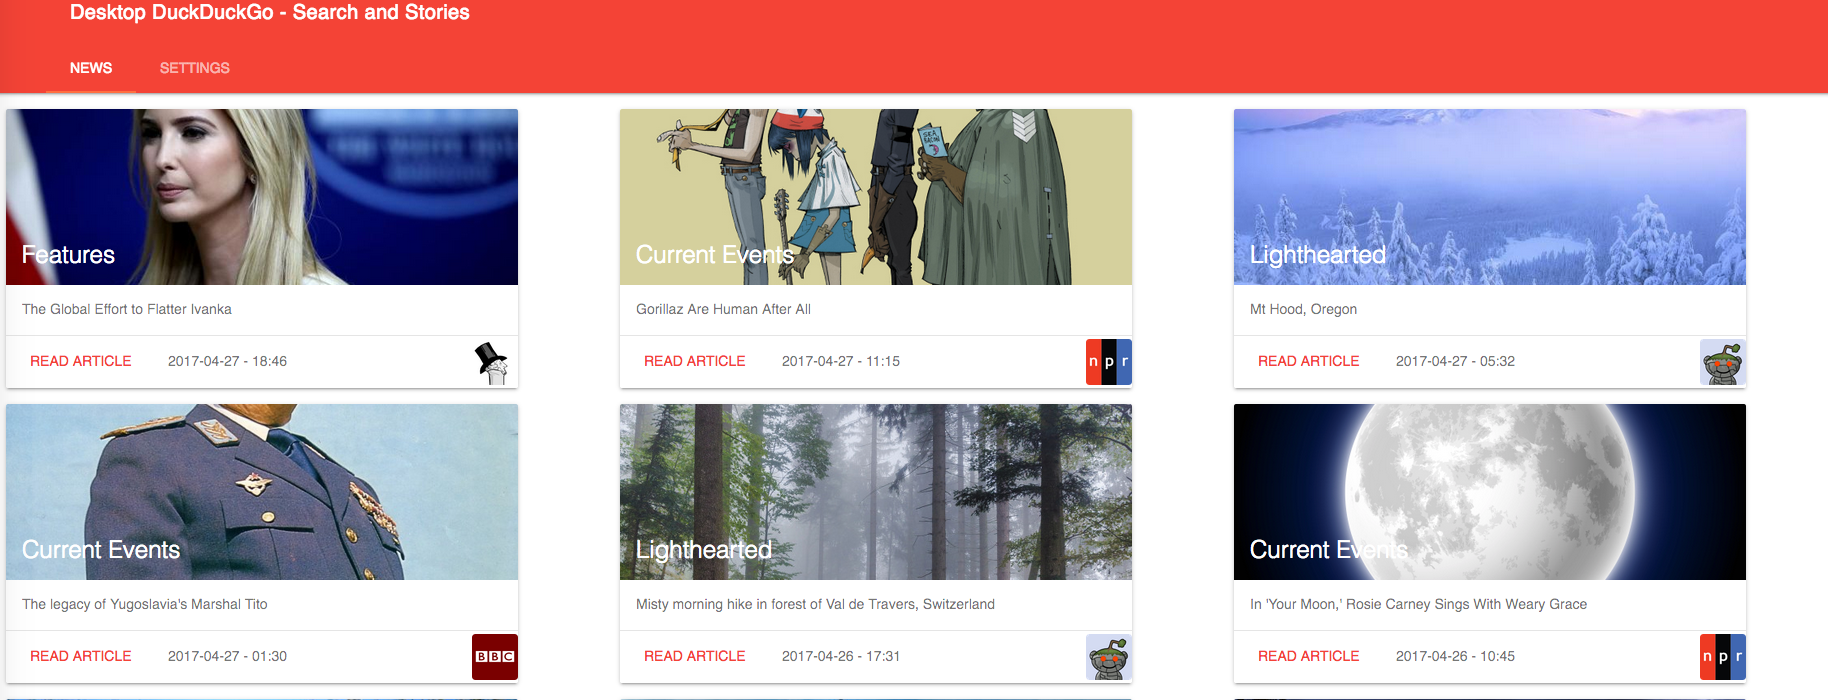 Desktop DuckDuckGo - Search and Stories
NEWS SETTINGS
Features
The Global Effort to Flatter Ivanka
READ ARTICLE 2017-04-27 - 18:46
SEA
Current Events
Gorillaz Are Human After All
READ ARTICLE 2017-04-27 - 11:15
n p r
Lighthearted
Mt Hood, Oregon
READ ARTICLE 2017-04-27 - 05:32
Current Events
The legacy of Yugoslavia's Marshal Tito
READ ARTICLE 2017-04-27 - 01:30
BBC
Lighthearted
Misty morning hike in forest of Val de Travers, Switzerland
READ ARTICLE 2017-04-26 - 17:31
Current Events
In 'Your Moon,' Rosie Carney Sings With Weary Grace
READ ARTICLE 2017-04-26 - 10:45
n p r